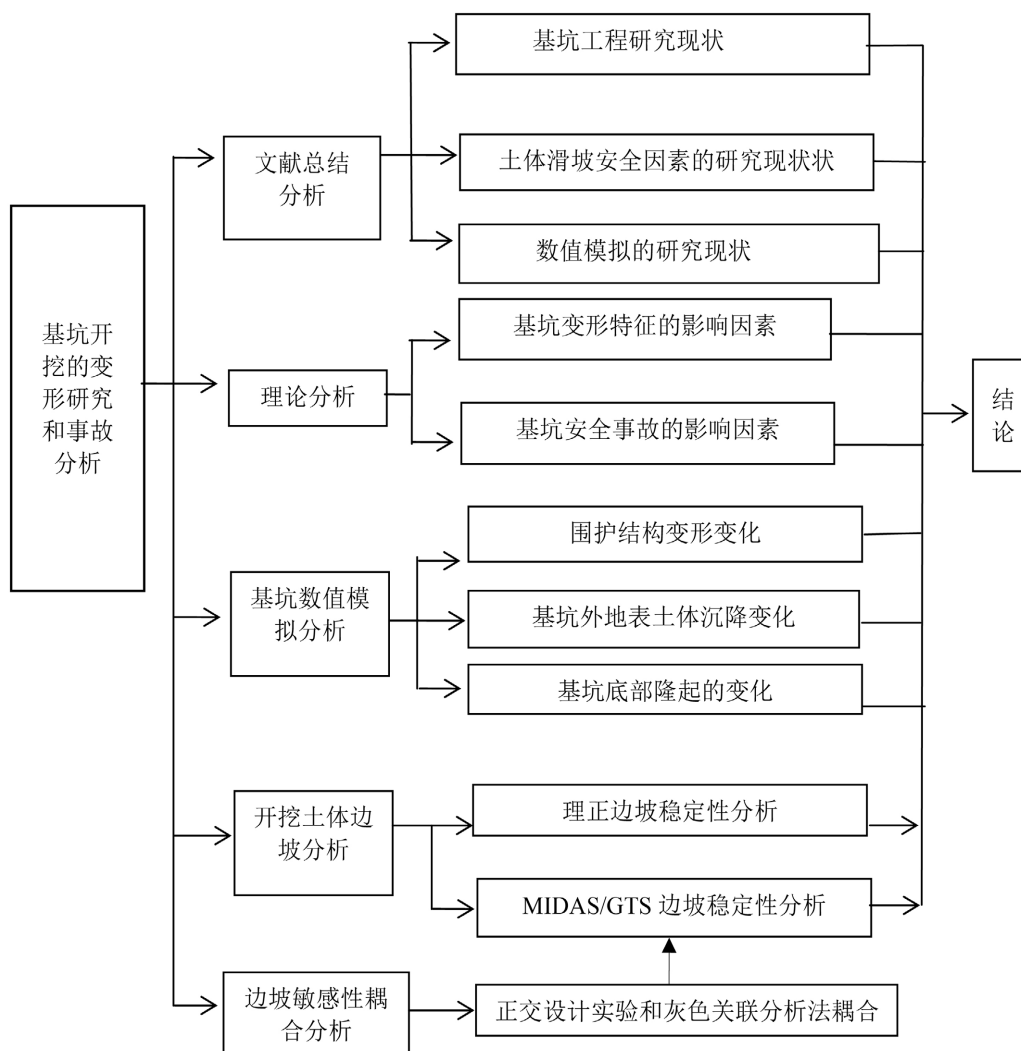 基坑开
挖的变
形研究
和事故
分析
文献总结
分析
基坑工程研究现状
土体滑坡安全因素的研究现状状
数值模拟的研究现状
理论分析
基坑变形特征的影响因素
基坑安全事故的影响因素
基坑数值模
拟分析
围护结构变形变化
基坑外地表土体沉降变化
基坑底部隆起的变化
开挖土体边
坡分析
理正边坡稳定性分析
MIDAS/GTS 边坡稳定性分析
边坡敏感性耦
合分析
正交设计实验和灰色关联分析法耦合
结
论